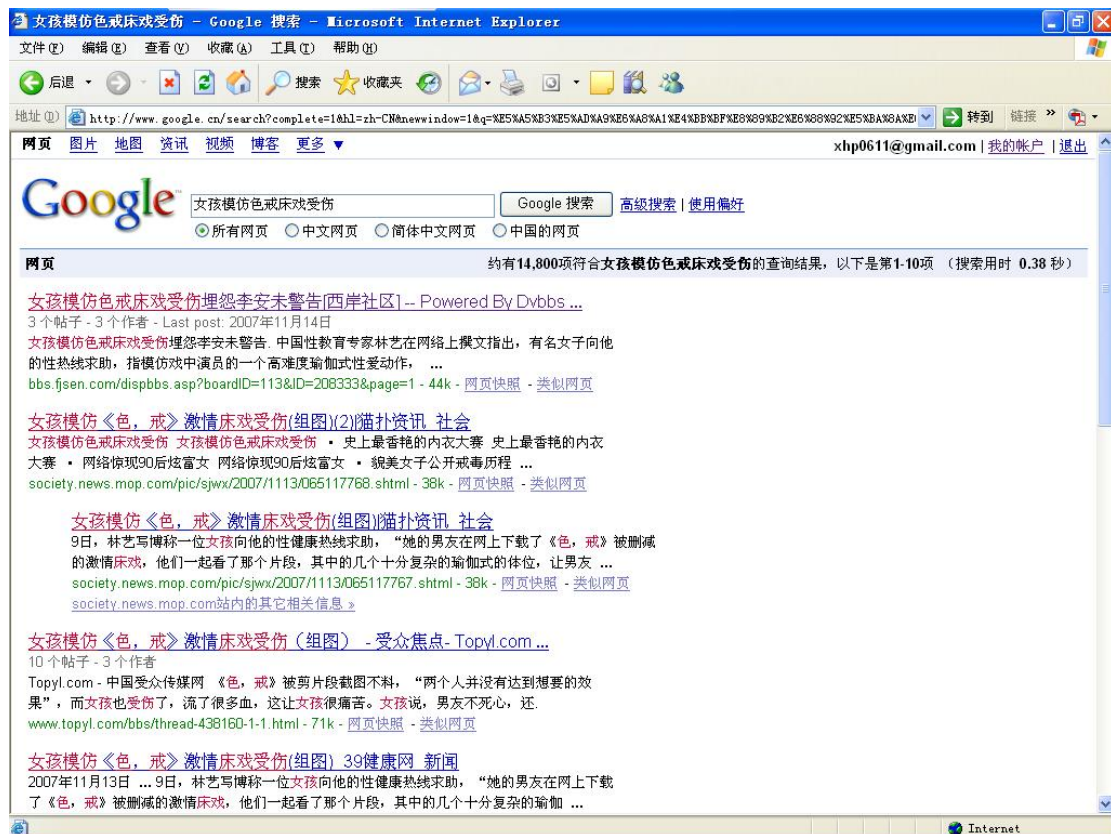 女孩模仿色戒床戏受伤 - Google 搜索 - Microsoft Internet Explorer
文件(F) 编辑(E) 查看(V) 收藏(A) 工具(T) 帮助(H)
后退 搜索 收藏夹
地址(D) http://www.google.cn/search?complete=1&hl=zh-CN&newwindow=1&q=%E5%A5%B3%E5%AD%A9%E6%A8%A1%E4%BB%BF%E8%89%B2%E6%88%92%E5%BA%8A%E 转到 链接 »
网页 图片 地图 资讯 视频 博客 更多 ▼ xhp0611@gmail.com | 我的帐户 | 退出
Google 女孩模仿色戒床戏受伤 Google 搜索 高级搜索 | 使用偏好
所有网页 中文网页 简体中文网页 中国的网页
网页 约有14,800项符合女孩模仿色戒床戏受伤的查询结果，以下是第1-10项 （搜索用时 0.38 秒）
女孩模仿色戒床戏受伤埋怨李安未警告[西岸社区] -- Powered By Dvbbs ...
3 个帖子 - 3 个作者 - Last post: 2007年11月14日
女孩模仿色戒床戏受伤埋怨李安未警告. 中国性教育专家林艺在网络上撰文指出，有名女子向他
的性热线求助，指模仿戏中演员的一个高难度瑜伽式性爱动作， ...
bbs.fjsen.com/dispbbs.asp?boardID=113&ID=208333&page=1 - 44k - 网页快照 - 类似网页
女孩模仿《色，戒》激情床戏受伤(组图)(2)|猫扑资讯 社会
女孩模仿色戒床戏受伤 女孩模仿色戒床戏受伤 · 史上最香艳的内衣大赛 史上最香艳的内衣
大赛 · 网络惊现90后炫富女 网络惊现90后炫富女 · 貌美女子公开戒毒历程 ...
society.news.mop.com/pic/sjwx/2007/1113/065117768.shtml - 38k - 网页快照 - 类似网页
女孩模仿《色，戒》激情床戏受伤(组图)|猫扑资讯 社会
9日，林艺写博称一位女孩向他的性健康热线求助，“她的男友在网上下载了《色，戒》被删减
的激情床戏，他们一起看了那个片段，其中的几个十分复杂的瑜伽式的体位，让男友 ...
society.news.mop.com/pic/sjwx/2007/1113/065117767.shtml - 38k - 网页快照 - 类似网页
society.news.mop.com站内的其它相关信息 »
女孩模仿《色，戒》激情床戏受伤（组图） - 受众焦点- Topyl.com ...
10 个帖子 - 3 个作者
Topyl.com - 中国受众传媒网 《色，戒》被剪片段截图不料，“两个人并没有达到想要的效
果”，而女孩也受伤了，流了很多血，这让女孩很痛苦。女孩说，男友不死心，还.
www.topyl.com/bbs/thread-438160-1-1.html - 71k - 网页快照 - 类似网页
女孩模仿《色，戒》激情床戏受伤(组图)_39健康网_新闻
2007年11月13日 ... 9日，林艺写博称一位女孩向他的性健康热线求助，“她的男友在网上下载
了《色，戒》被删减的激情床戏，他们一起看了那个片段，其中的几个十分复杂的瑜伽 ...
Internet